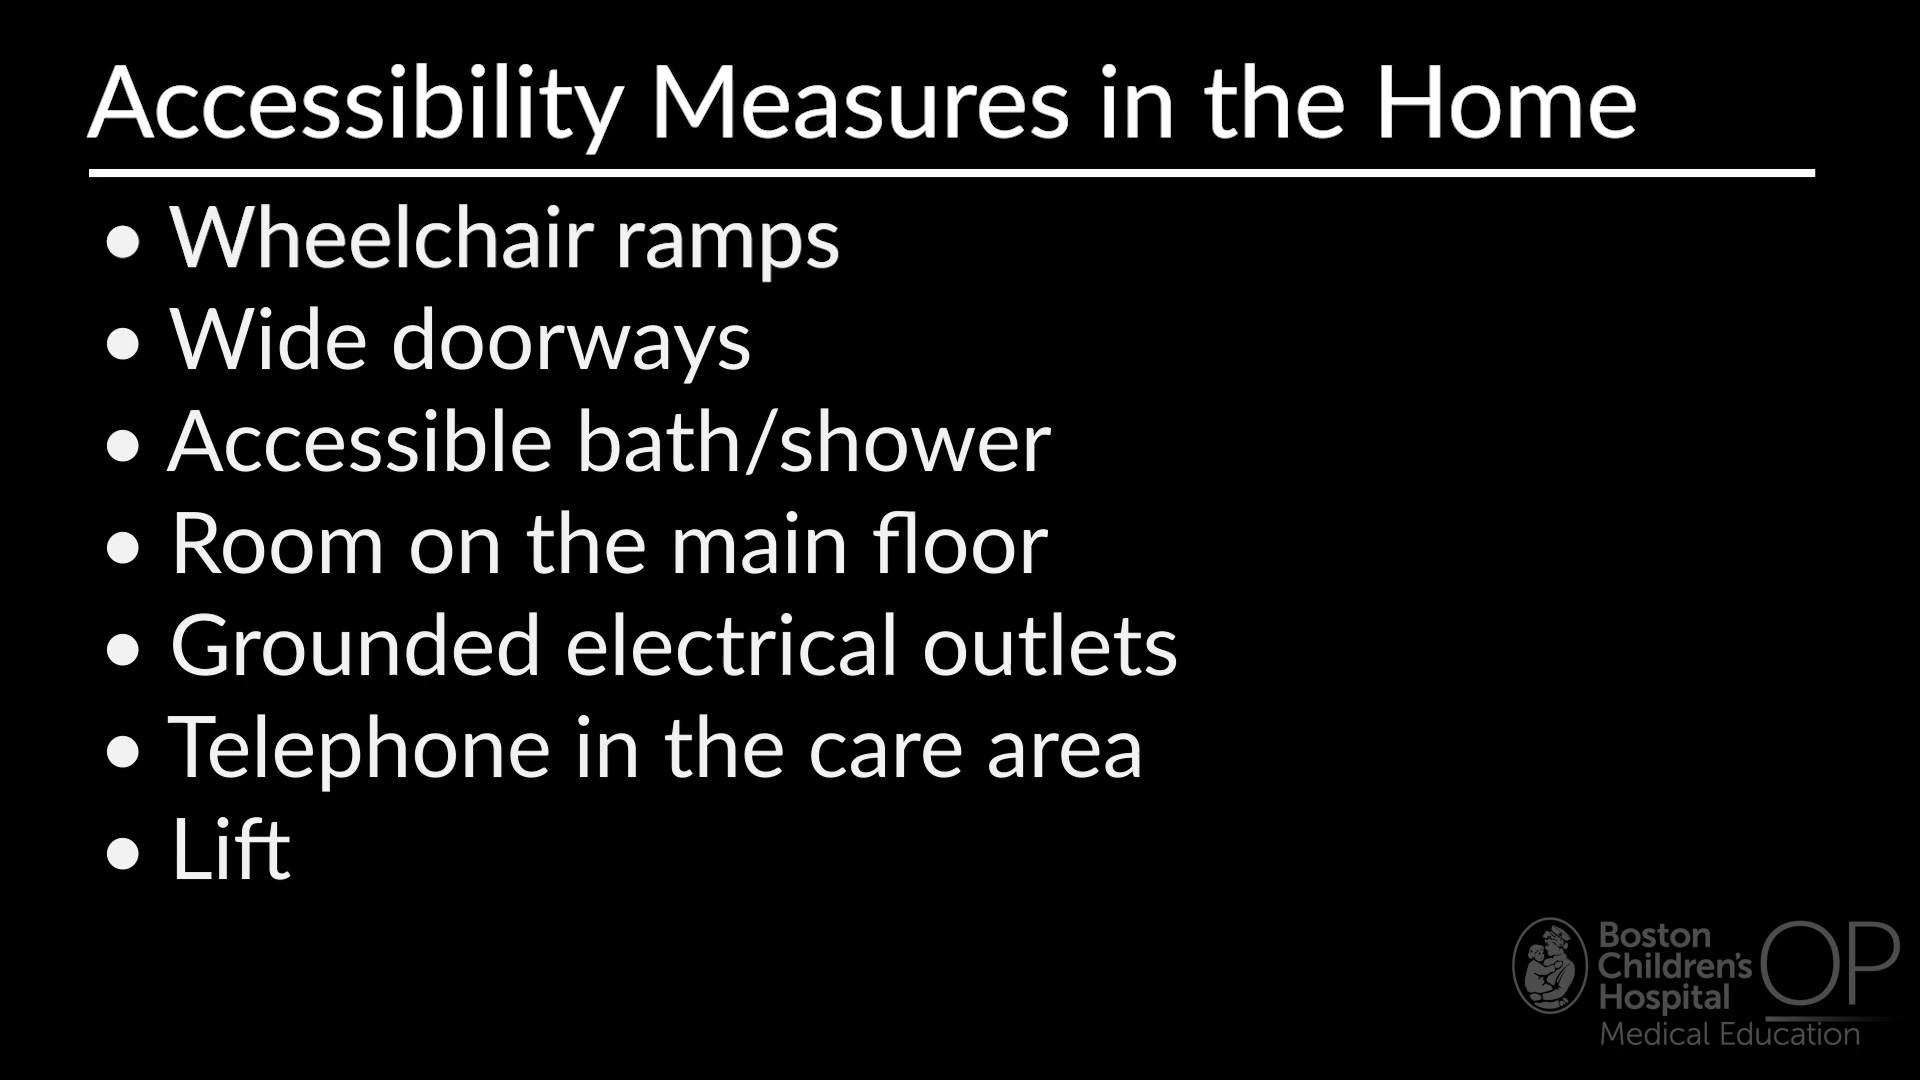 Accessibility Measures in the Home
• Wheelchair ramps
• Wide doorways
• Accessible bath/shower
• Room on the main floor
• Grounded electrical outlets
• Telephone in the care area
• Lift
Boston
Children's
Hospital
OP
Medical Education